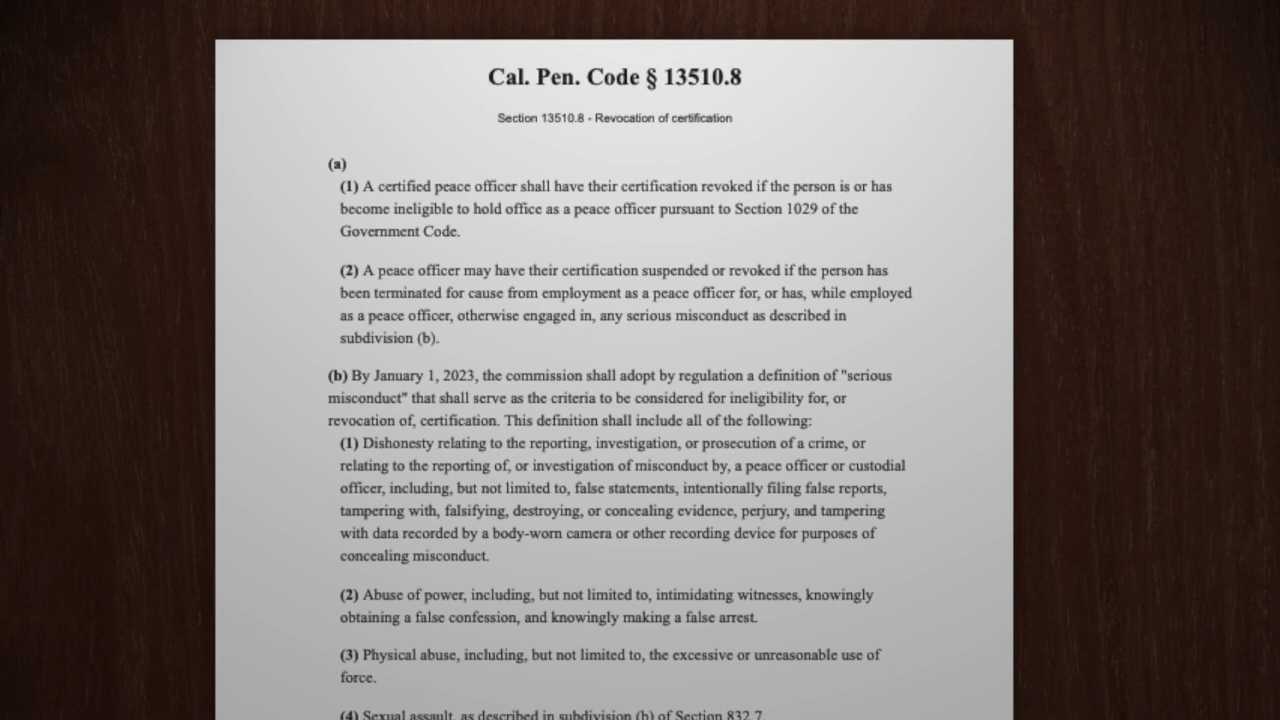 Cal. Pen. Code § 13510.8
Section 13510.8 - Revocation of certification
(a)
(1) A certified peace officer shall have their certification revoked if the person is or has
become ineligible to hold office as a peace officer pursuant to Section 1029 of the
Government Code.
(2) A peace officer may have their certification suspended or revoked if the person has
been terminated for cause from employment as a peace officer for, or has, while employed
as a peace officer, otherwise engaged in, any serious misconduct as described in
subdivision (b).
(b) By January 1, 2023, the commission shall adopt by regulation a definition of "serious
misconduct" that shall serve as the criteria to be considered for ineligibility for, or
revocation of, certification. This definition shall include all of the following:
(1) Dishonesty relating to the reporting, investigation, or prosecution of a crime, or
relating to the reporting of, or investigation of misconduct by, a peace officer or custodial
officer, including, but not limited to, false statements, intentionally filing false reports,
tampering with, falsifying, destroying, or concealing evidence, perjury, and tampering
with data recorded by a body-worn camera or other recording device for purposes of
concealing misconduct.
(2) Abuse of power, including, but not limited to, intimidating witnesses, knowingly
obtaining a false confession, and knowingly making a false arrest.
(3) Physical abuse, including, but not limited to, the excessive or unreasonable use of
force.
(4) Sexual assault, as described in subdivision (b) of Section 832.7